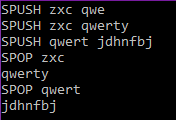 SPUSH zxc qwe
SPUSH zxc qwerty
SPUSH qwert jdhnfbj
SPOP zxc
qwerty
SPOP qwert
jdhnfbj